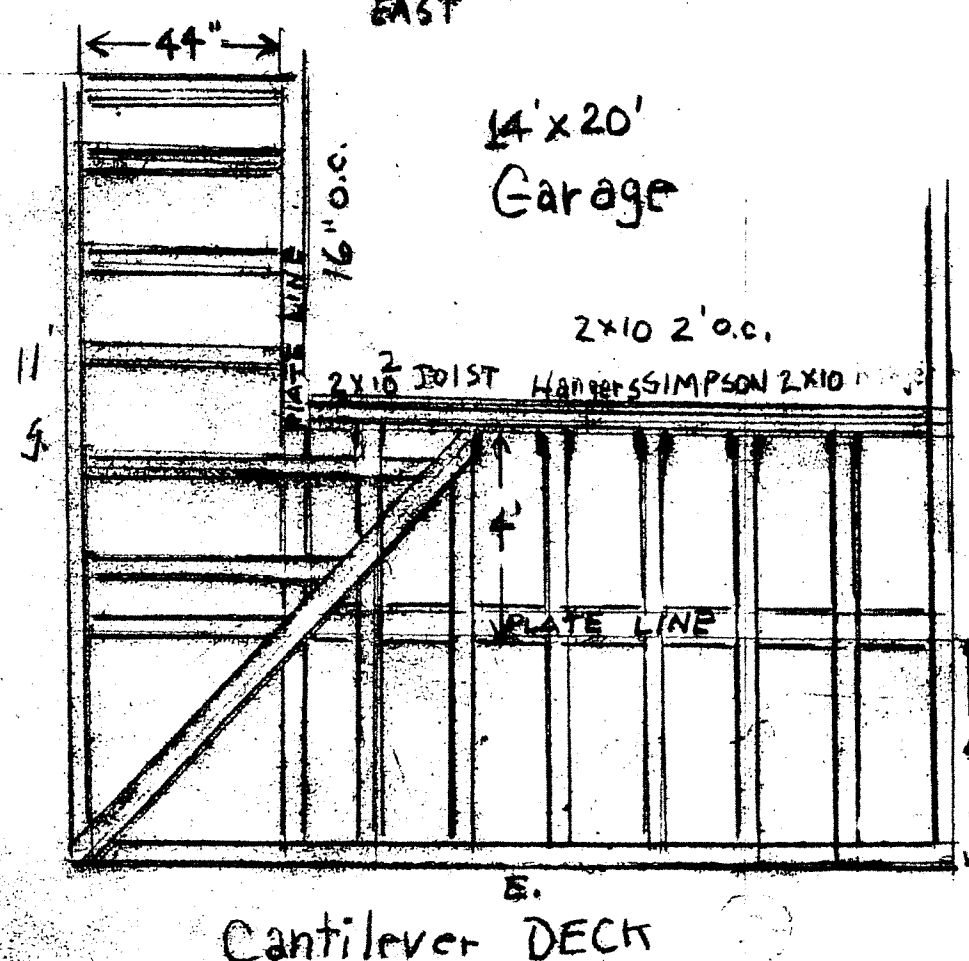 EAST
44"
14' x 20'
Garage
16" O.C.
PLATE LINE
2x10 2' O.C.
11'
2x10 2 JOIST Hangers SIMPSON 2x10
4'
PLATE LINE
E.
Cantilever DECK